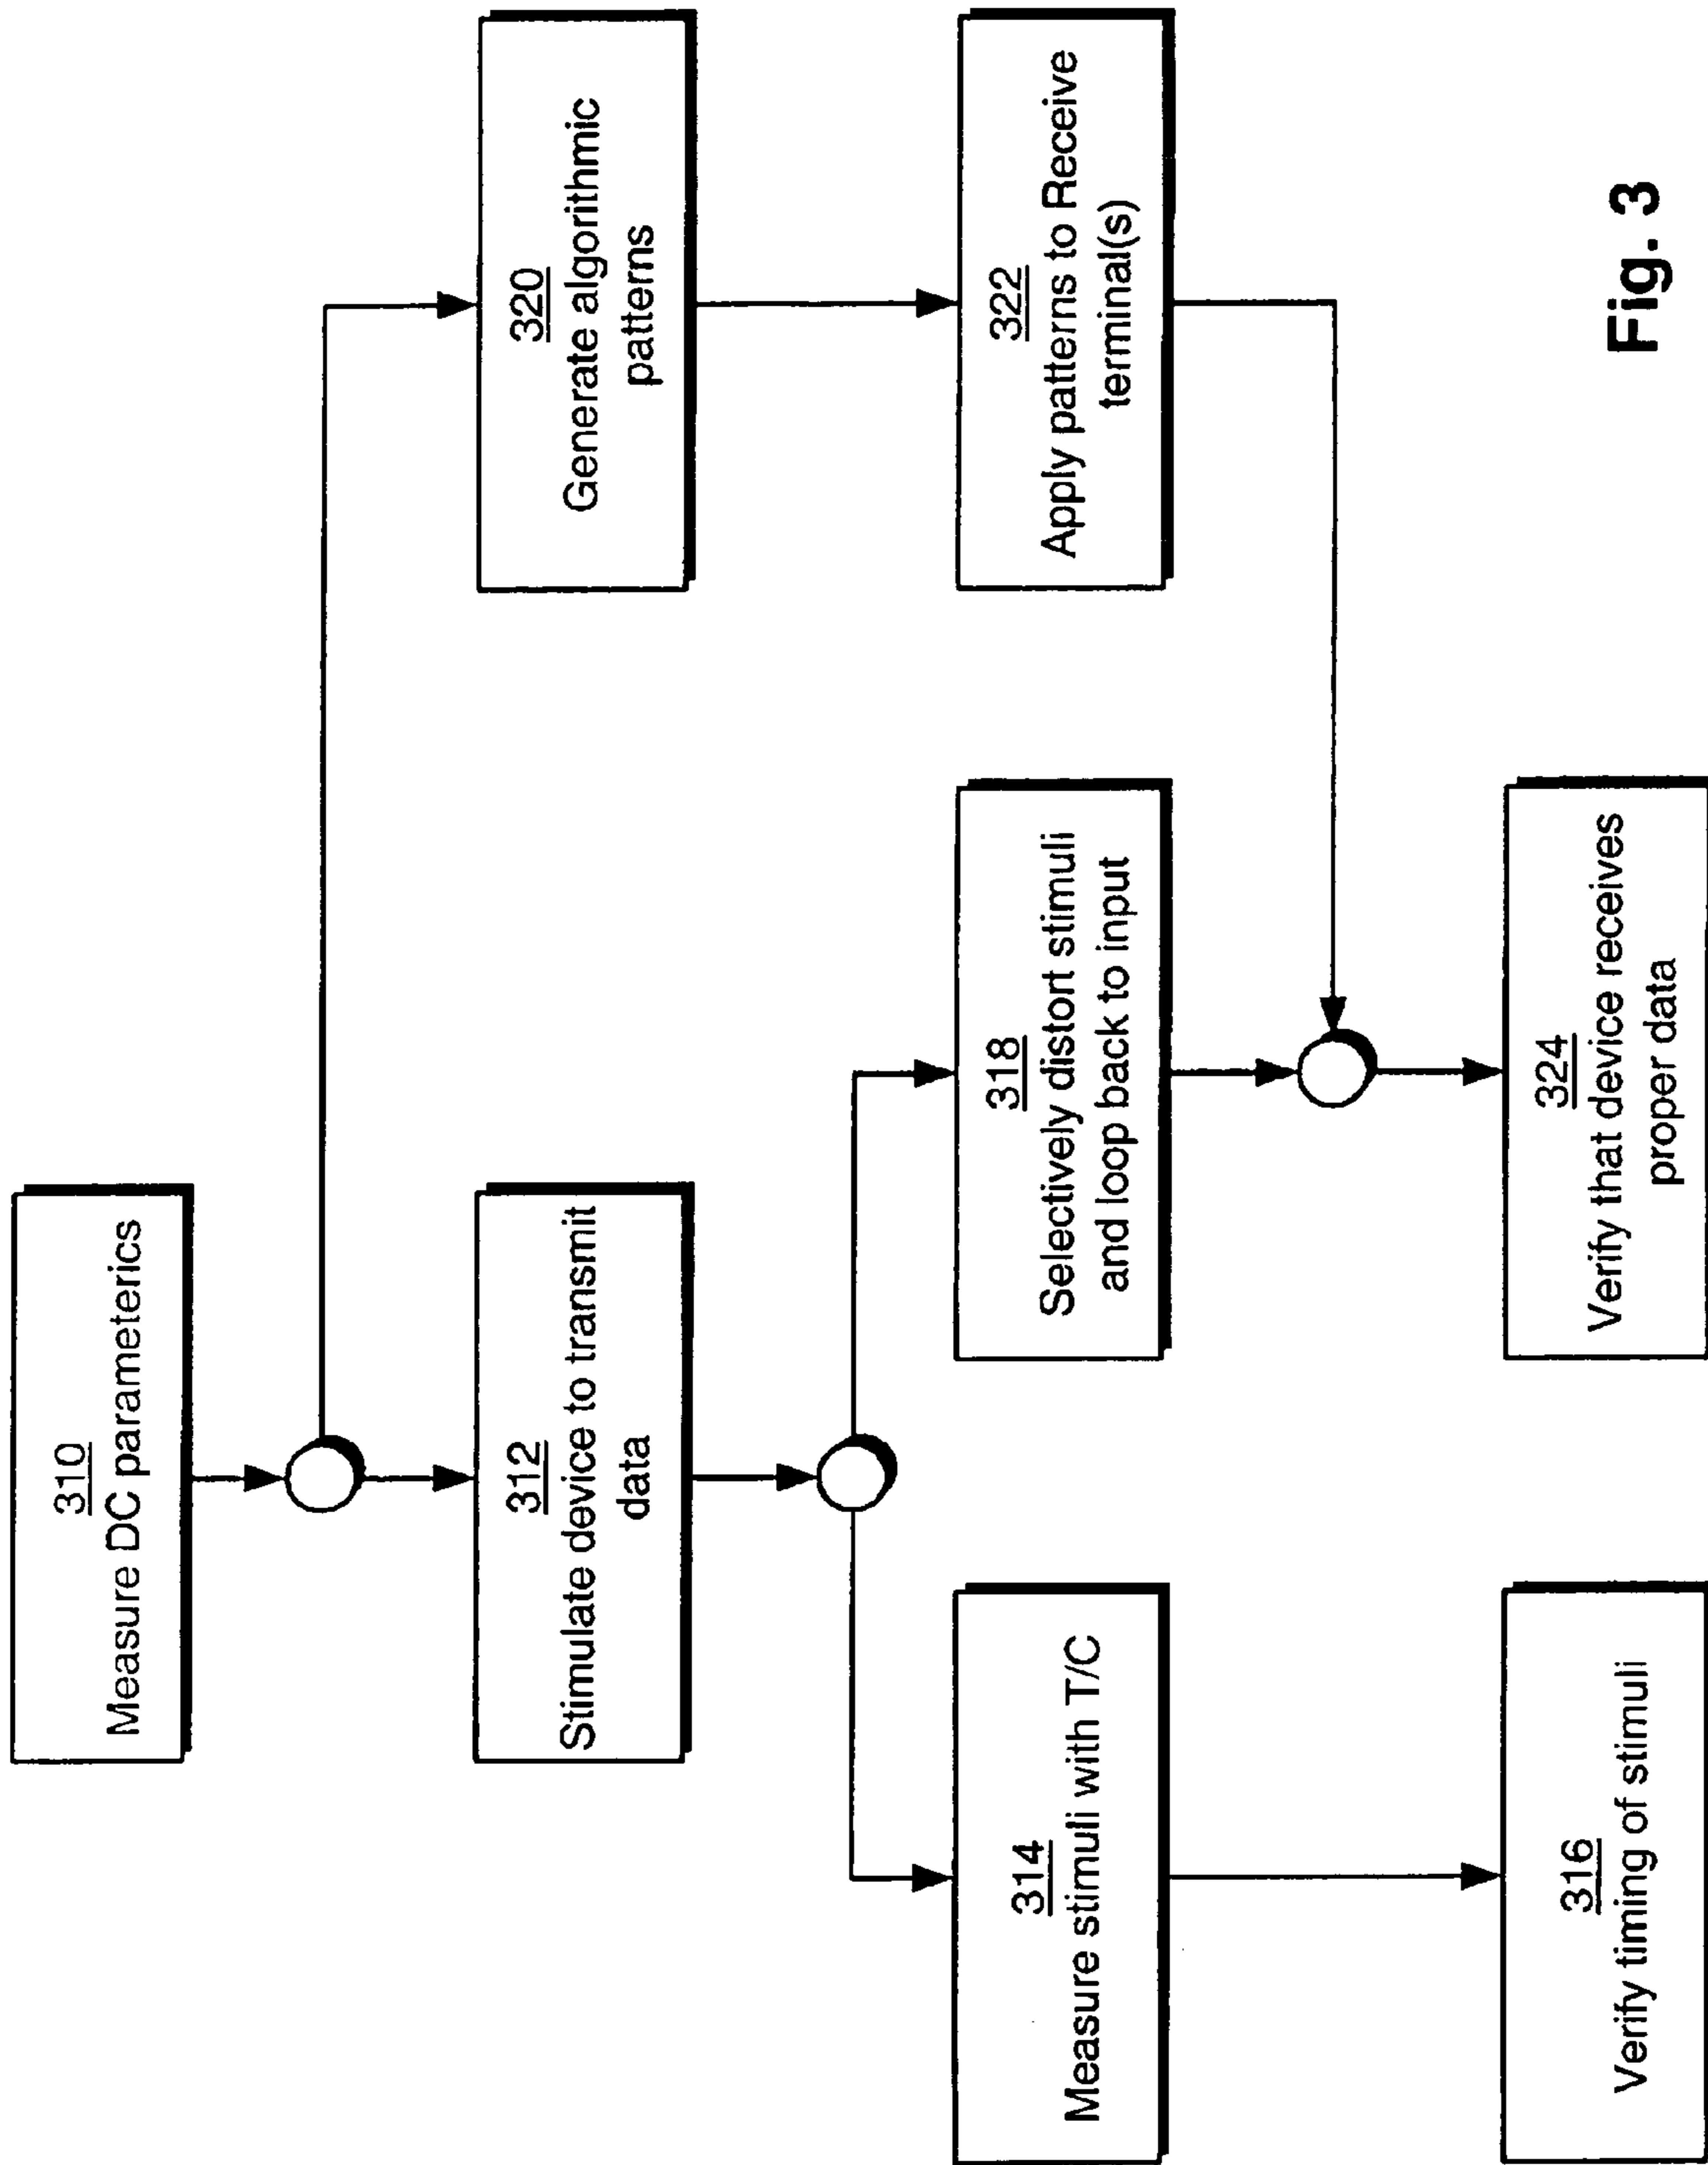 310
Measure DC parameterics
312
Stimulate device to transmit
data
320
Generate algorithmic
patterns
314
Measure stimuli with T/C
318
Selectively distort stimuli
and loop back to input
322
Apply patterns to Receive
terminal(s)
316
Verify timing of stimuli
324
Verify that device receives
proper data
Fig. 3